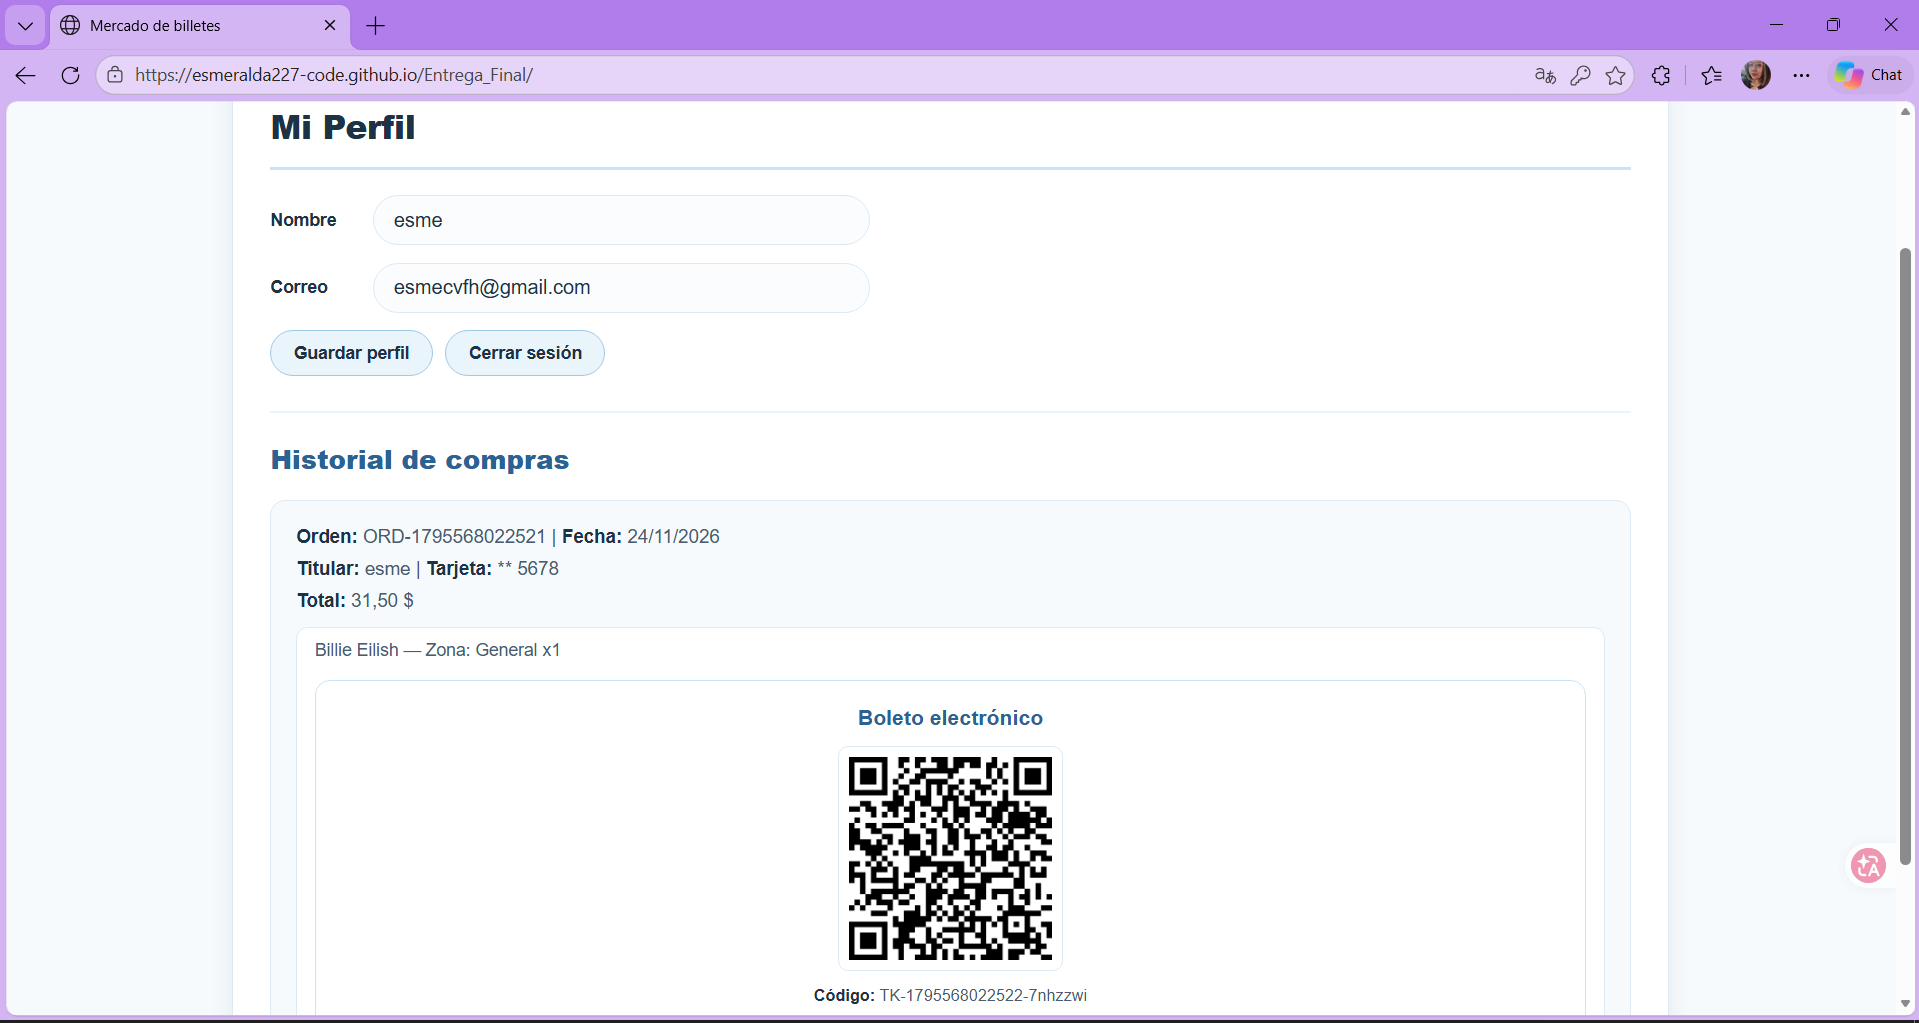 Mercado de billetes
https://esmeralda227-code.github.io/Entrega_Final/
Chat
Mi Perfil
Nombre
esme
Correo
esmecvfh@gmail.com
Guardar perfil
Cerrar sesión
Historial de compras
Orden: ORD-1795568022521 | Fecha: 24/11/2026
Titular: esme | Tarjeta: ** 5678
Total: 31,50 $
Billie Eilish — Zona: General x1
Boleto electrónico
Código: TK-1795568022522-7nhzzwi